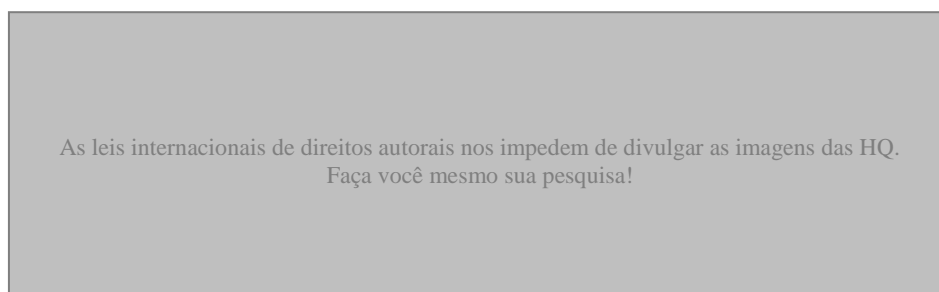 As leis internacionais de direitos autorais nos impedem de divulgar as imagens das HQ.
Faça você mesmo sua pesquisa!